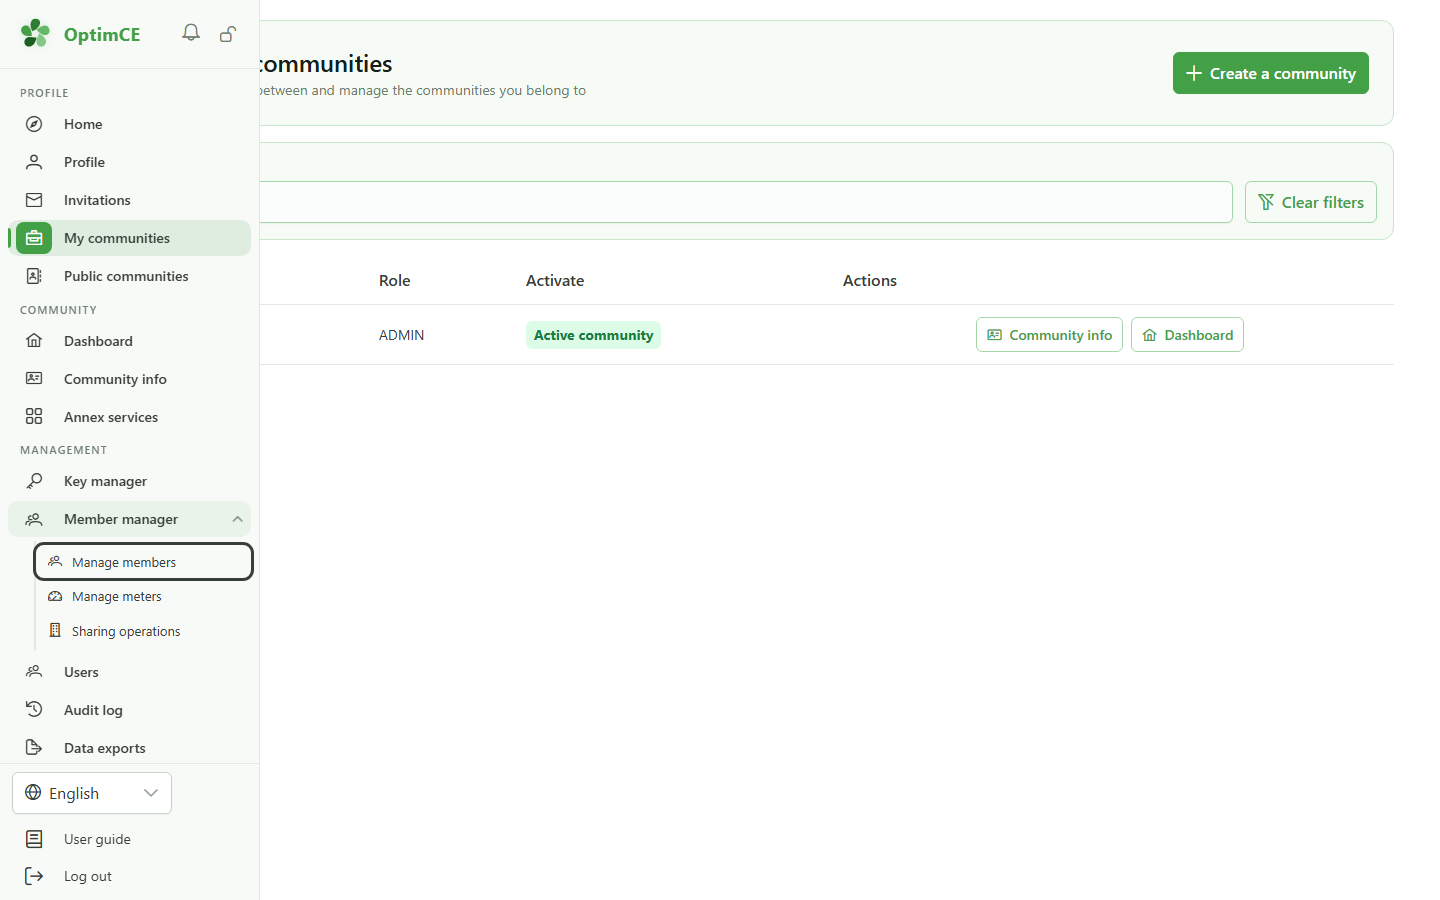 OptimCE
PROFILE
Home
Profile
Invitations
My communities
Public communities
COMMUNITY
Dashboard
Community info
Annex services
MANAGEMENT
Key manager
Member manager
Manage members
Manage meters
Sharing operations
Users
Audit log
Data exports
English
User guide
Log out
communities
between and manage the communities you belong to
Create a community
Clear filters
Role Activate Actions
ADMIN Active community Community info Dashboard